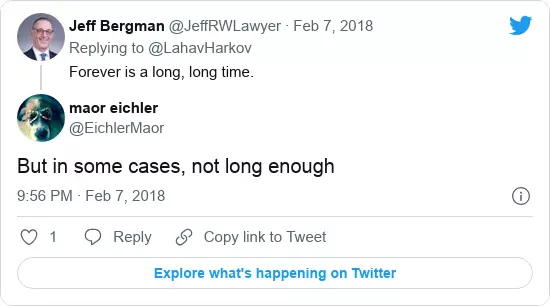 Jeff Bergman @JeffRWLawyer · Feb 7, 2018
Replying to @LahavHarkov
Forever is a long, long time.
maor eichler
@EichlerMaor
But in some cases, not long enough
9:56 PM · Feb 7, 2018
1 Reply Copy link to Tweet
Explore what's happening on Twitter